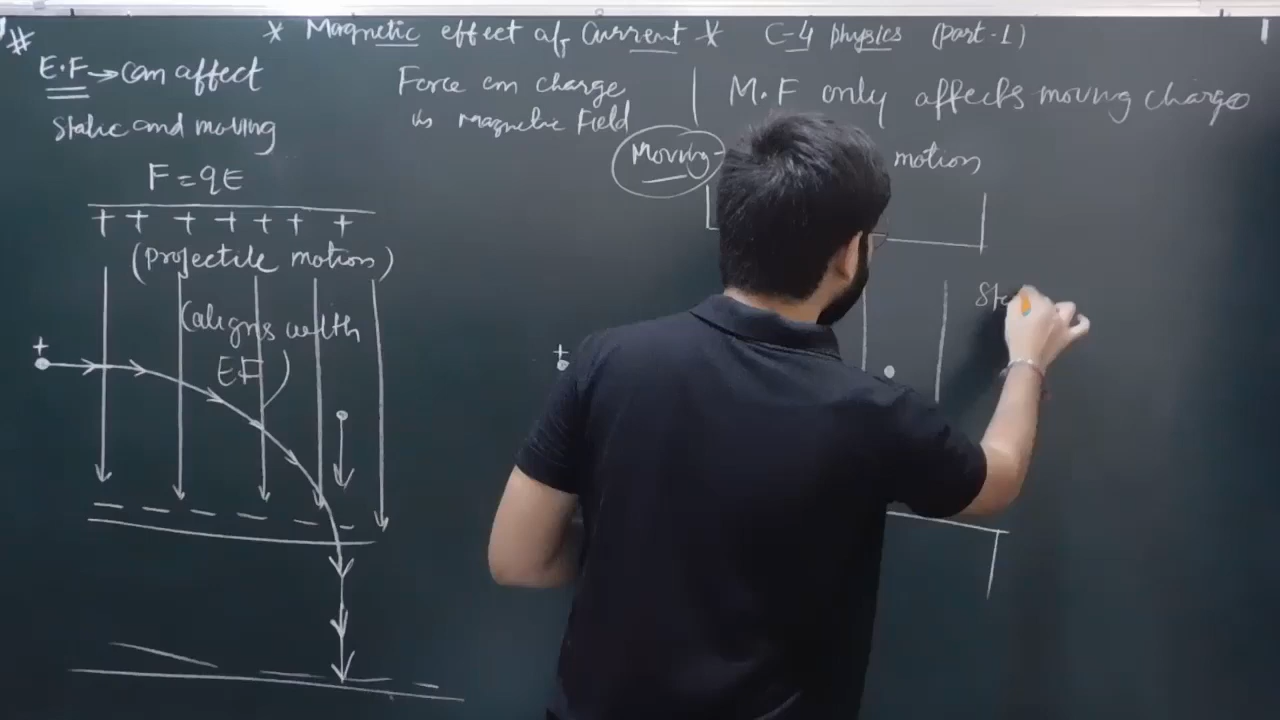 #
* Magnetic effect of Current * C-4 physics (Part-1)
E.F → Can affect
static and moving
F = qE
+ + + + + + +
(Projectile motion)
(aligns with
EF)
+
Force on charge
in Magnetic Field
M.F only affects moving charge
Moving
motion
+
St